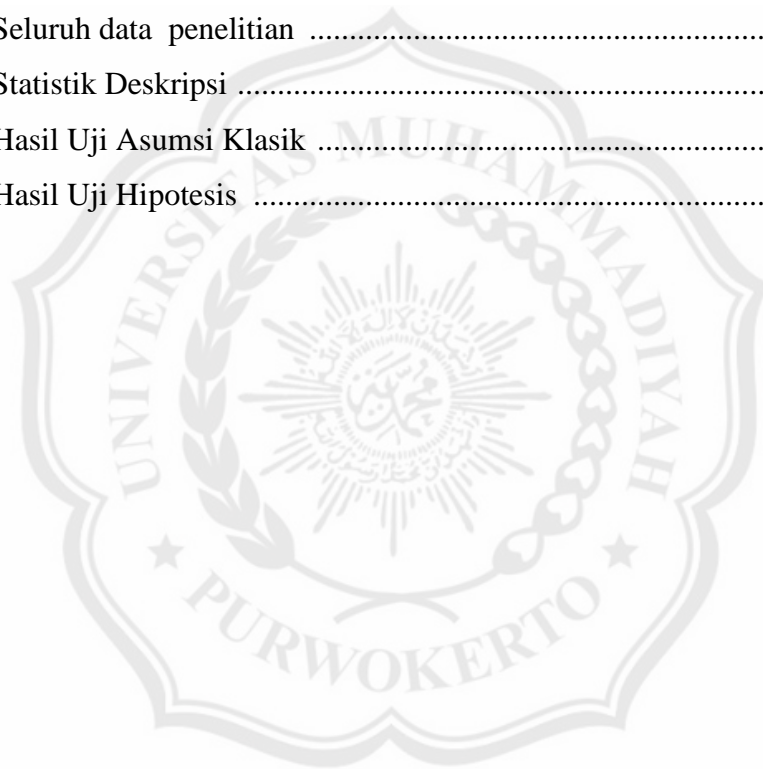 Seluruh data penelitian ........................................................
Statistik Deskripsi .................................................................
Hasil Uji Asumsi Klasik .......................................................
Hasil Uji Hipotesis ...............................................................
UNIVERSITAS MUHAMMADIYAH
PURWOKERTO